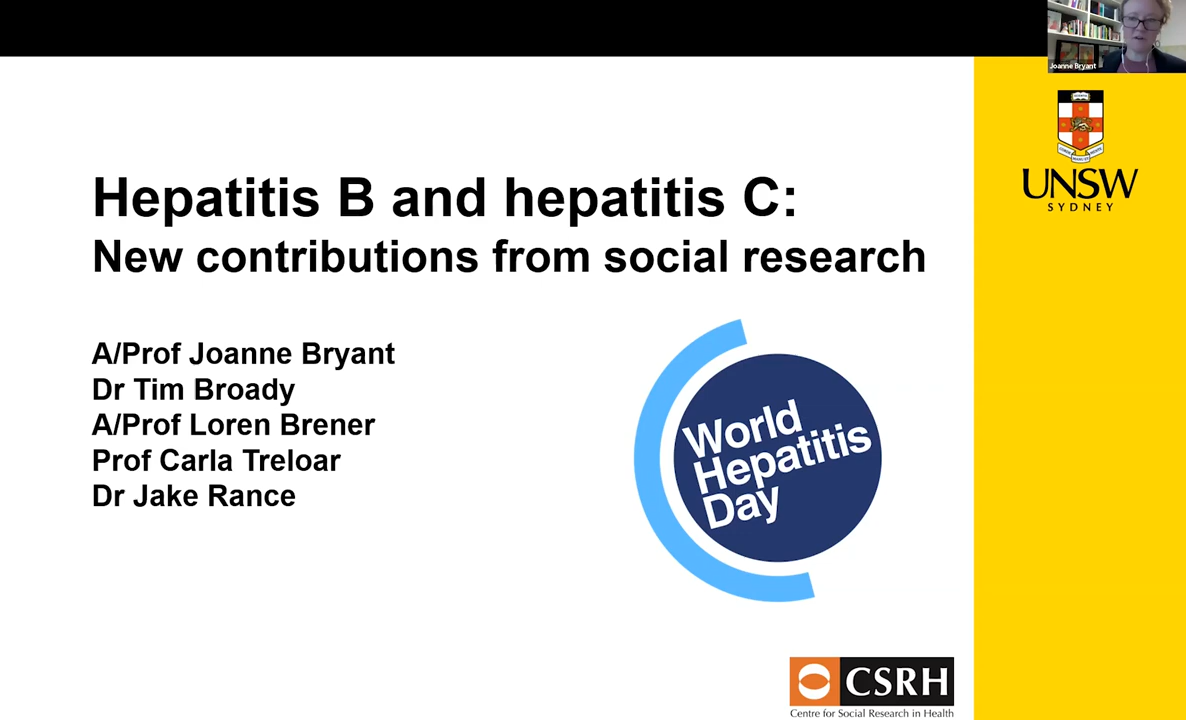 Joanne Bryant
UNSW
SYDNEY
Hepatitis B and hepatitis C:
New contributions from social research
A/Prof Joanne Bryant
Dr Tim Broady
A/Prof Loren Brener
Prof Carla Treloar
Dr Jake Rance
World
Hepatitis
Day
CSRH
Centre for Social Research in Health